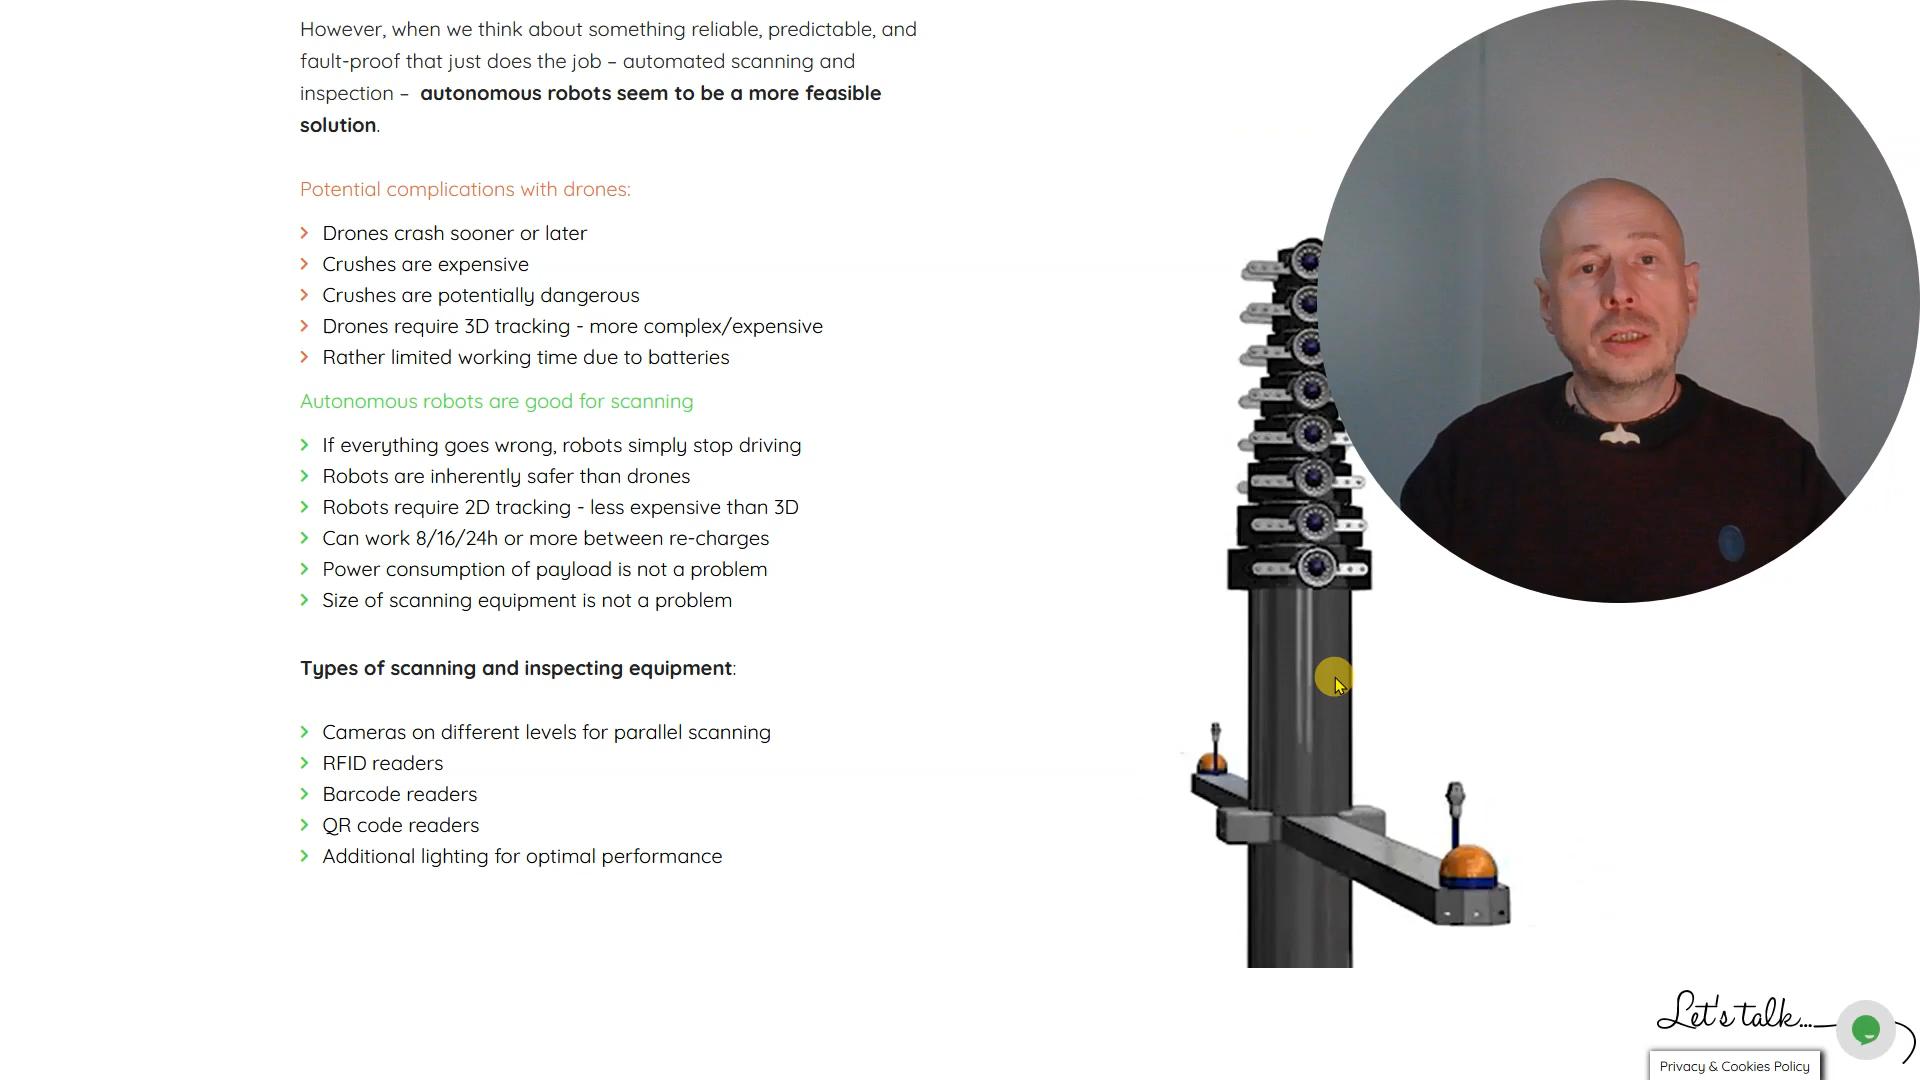 However, when we think about something reliable, predictable, and
fault-proof that just does the job – automated scanning and
inspection – autonomous robots seem to be a more feasible
solution.
Potential complications with drones:
Drones crash sooner or later
Crushes are expensive
Crushes are potentially dangerous
Drones require 3D tracking - more complex/expensive
Rather limited working time due to batteries
Autonomous robots are good for scanning
If everything goes wrong, robots simply stop driving
Robots are inherently safer than drones
Robots require 2D tracking - less expensive than 3D
Can work 8/16/24h or more between re-charges
Power consumption of payload is not a problem
Size of scanning equipment is not a problem
Types of scanning and inspecting equipment:
Cameras on different levels for parallel scanning
RFID readers
Barcode readers
QR code readers
Additional lighting for optimal performance
Let's talk...
Privacy & Cookies Policy